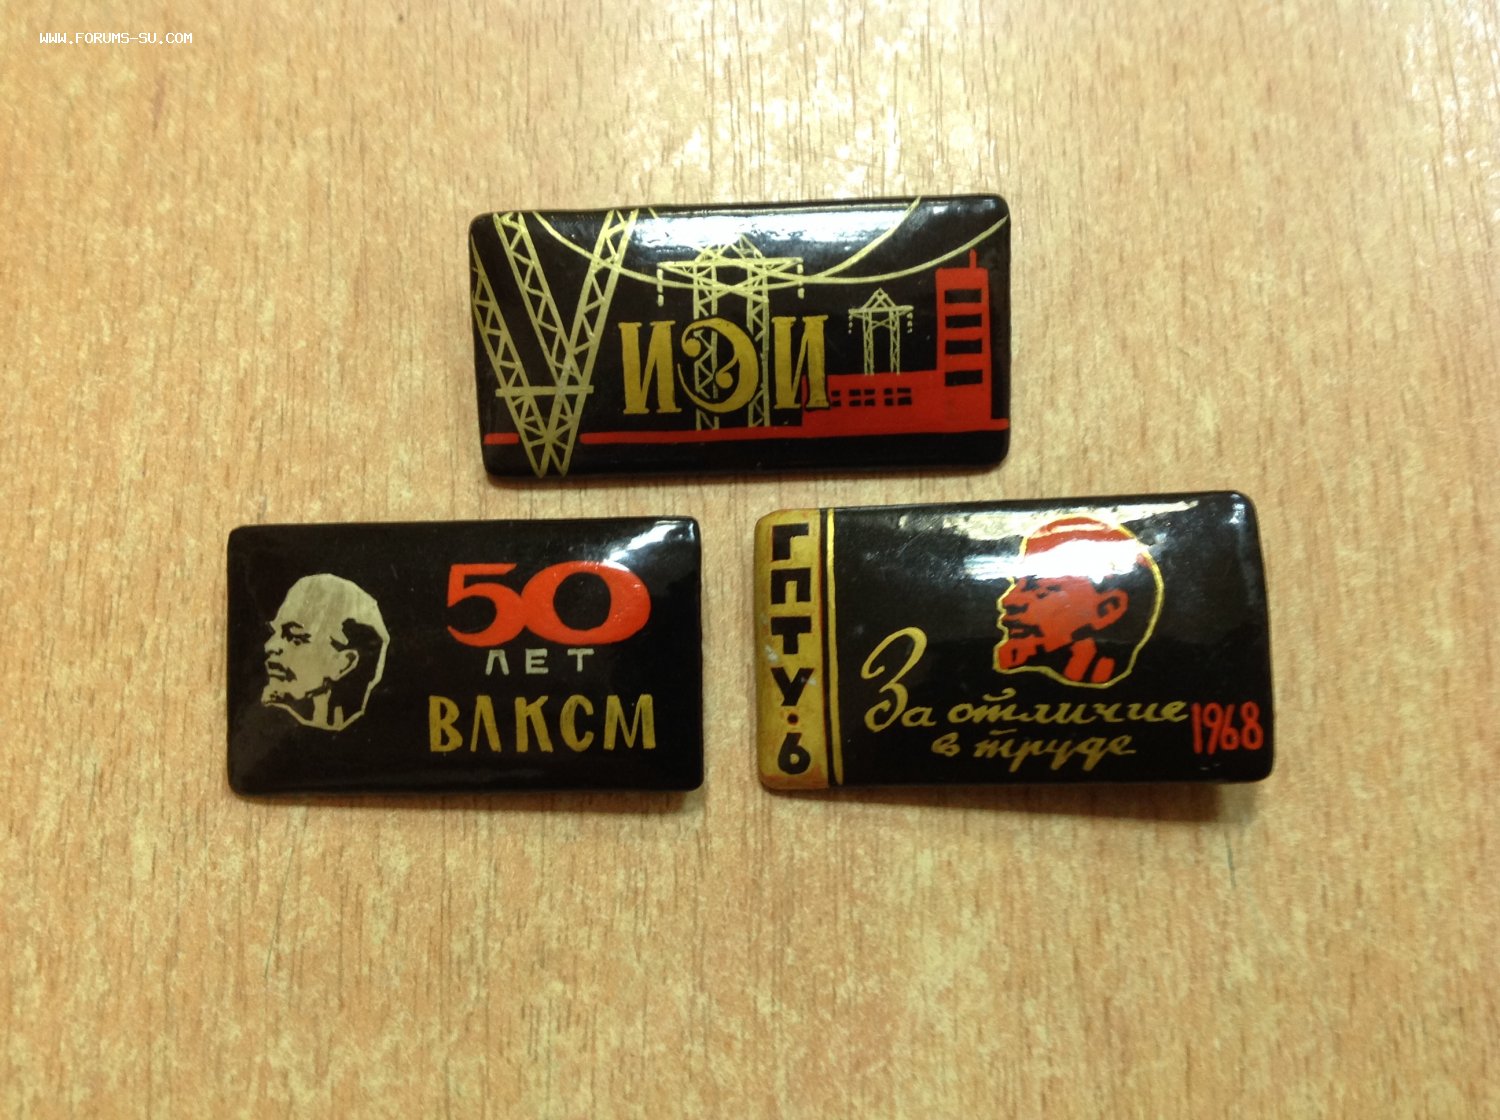 WWW.FORUMS-SU.COM
ИЭИ
50
ЛЕТ
ВЛКСМ
ГПТУ·6
За отличие
в труде
1968